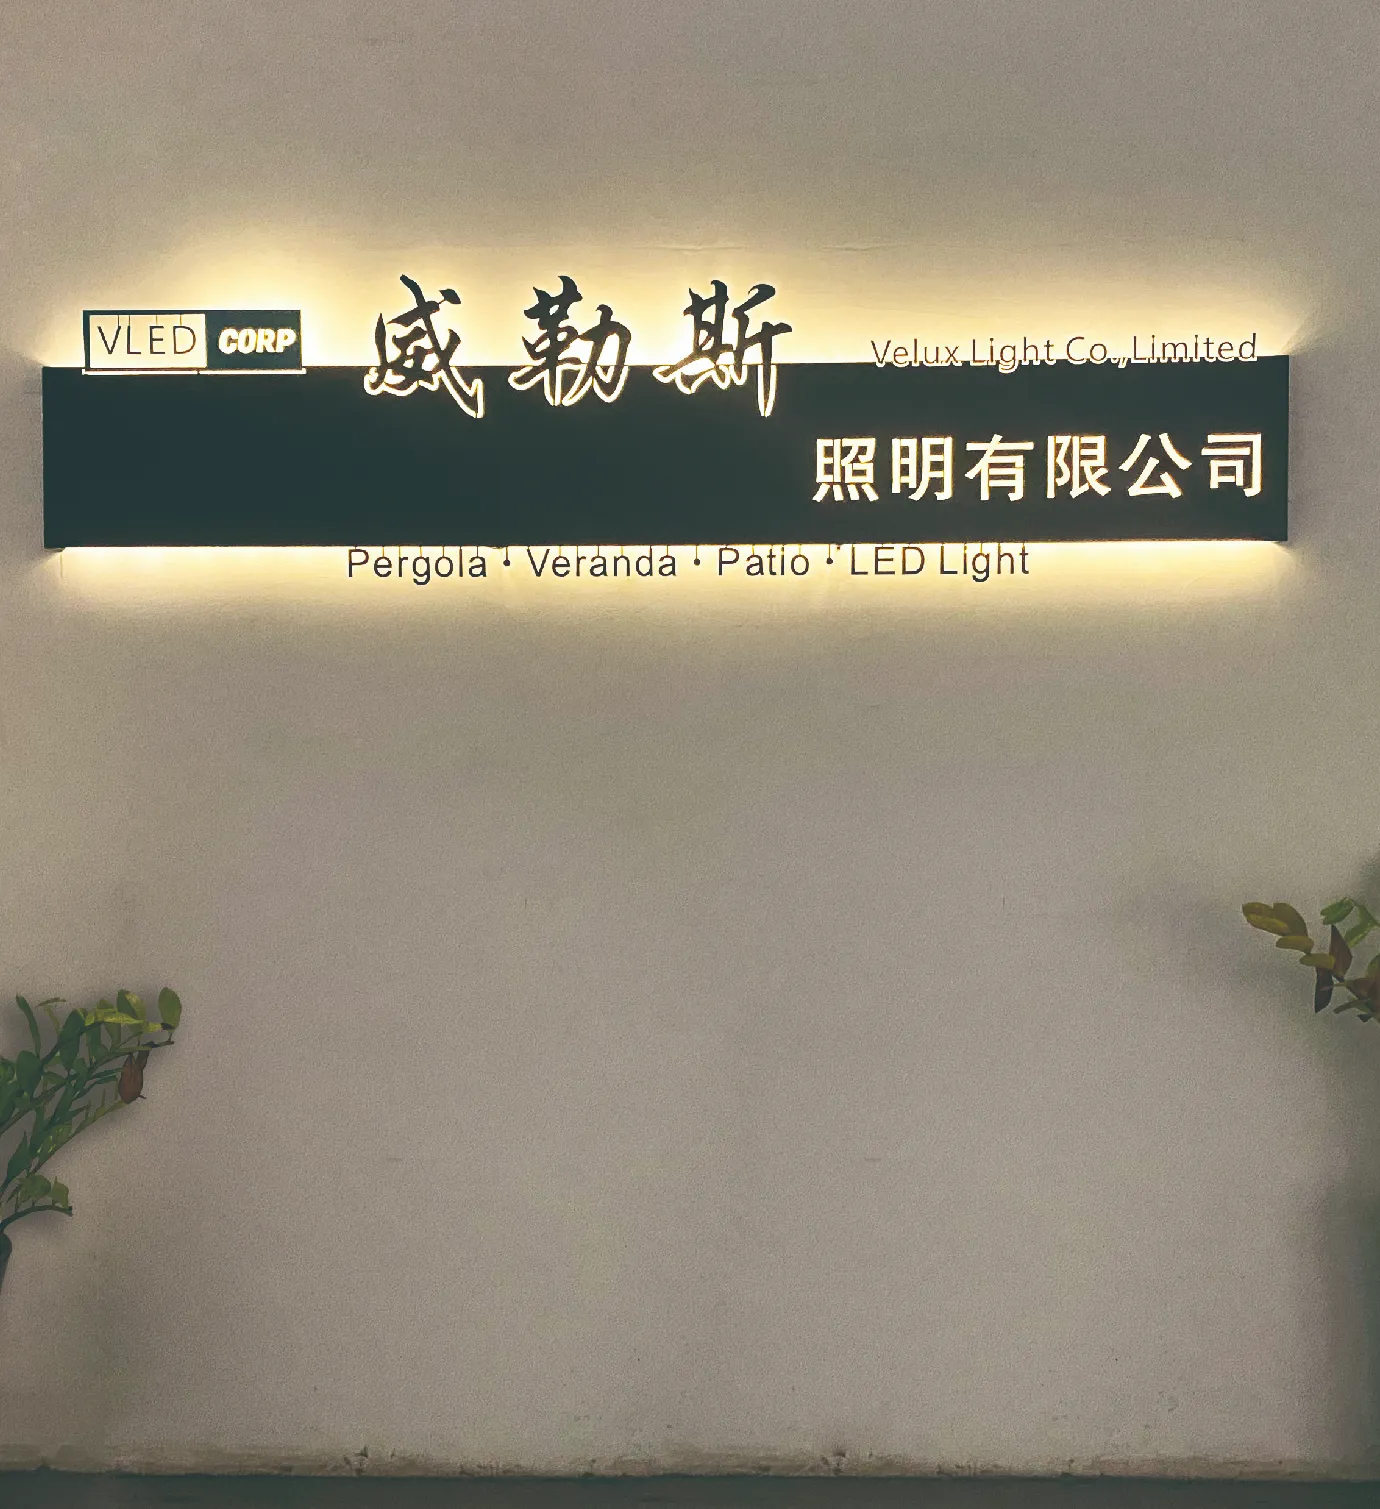 VLED CORP
威勒斯
Velux Light Co.,Limited
照明有限公司
Pergola · Veranda · Patio · LED Light